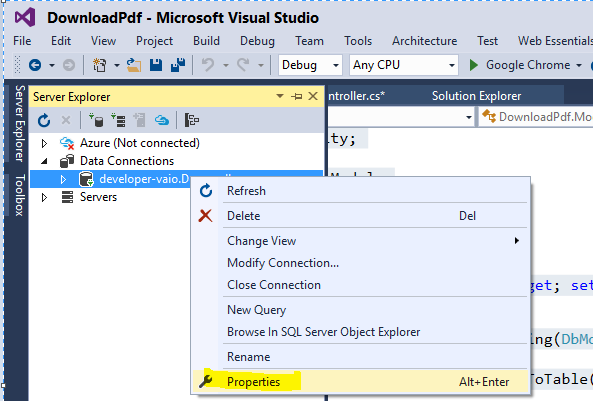 DownloadPdf - Microsoft Visual Studio
File Edit View Project Build Debug Team Tools Architecture Test Web Essentials
Debug Any CPU Google Chrome
Server Explorer
Toolbox
Server Explorer
ntroller.cs* Solution Explorer
DownloadPdf.Mod
Azure (Not connected)
Data Connections
developer-vaio.D
Servers
ity;
Refresh
Delete Del
Change View
Modify Connection...
Close Connection
New Query
Browse In SQL Server Object Explorer
Rename
Properties Alt+Enter
get; set
ing(DbMo
ToTable(